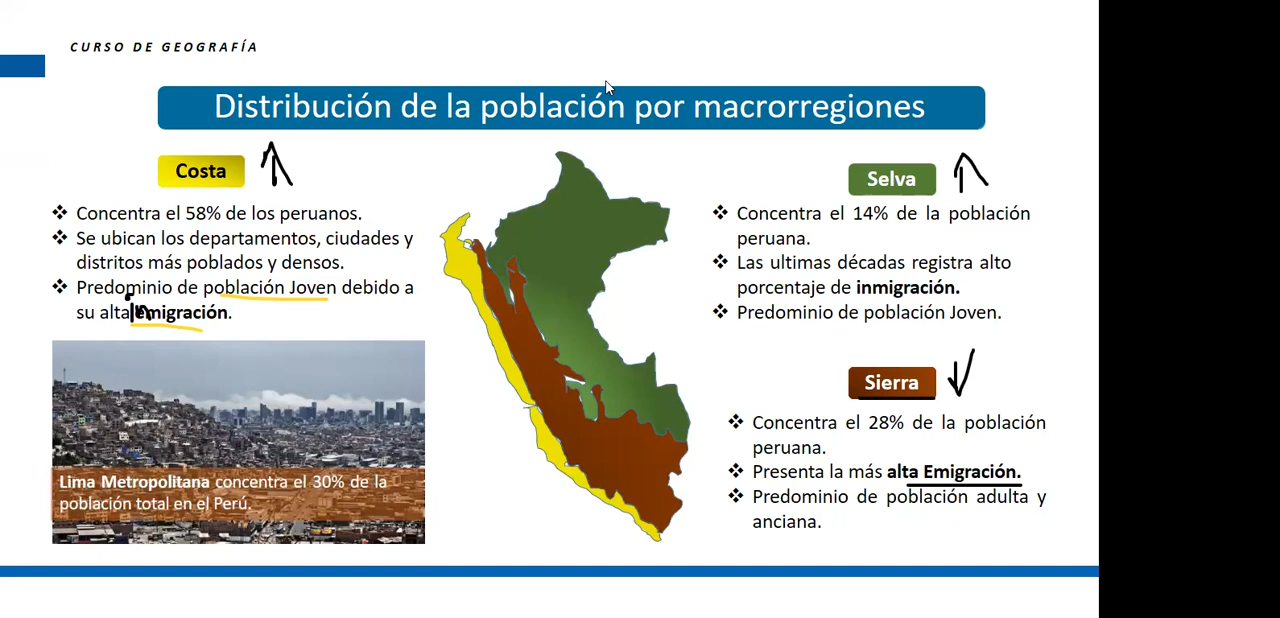 CURSO DE GEOGRAFÍA
Distribución de la población por macrorregiones
Costa
❖ Concentra el 58% de los peruanos.
❖ Se ubican los departamentos, ciudades y
distritos más poblados y densos.
❖ Predominio de población Joven debido a
su alta inmigración.
Lima Metropolitana concentra el 30% de la
población total en el Perú.
Selva
❖ Concentra el 14% de la población
peruana.
❖ Las ultimas décadas registra alto
porcentaje de inmigración.
❖ Predominio de población Joven.
Sierra
❖ Concentra el 28% de la población
peruana.
❖ Presenta la más alta Emigración.
❖ Predominio de población adulta y
anciana.